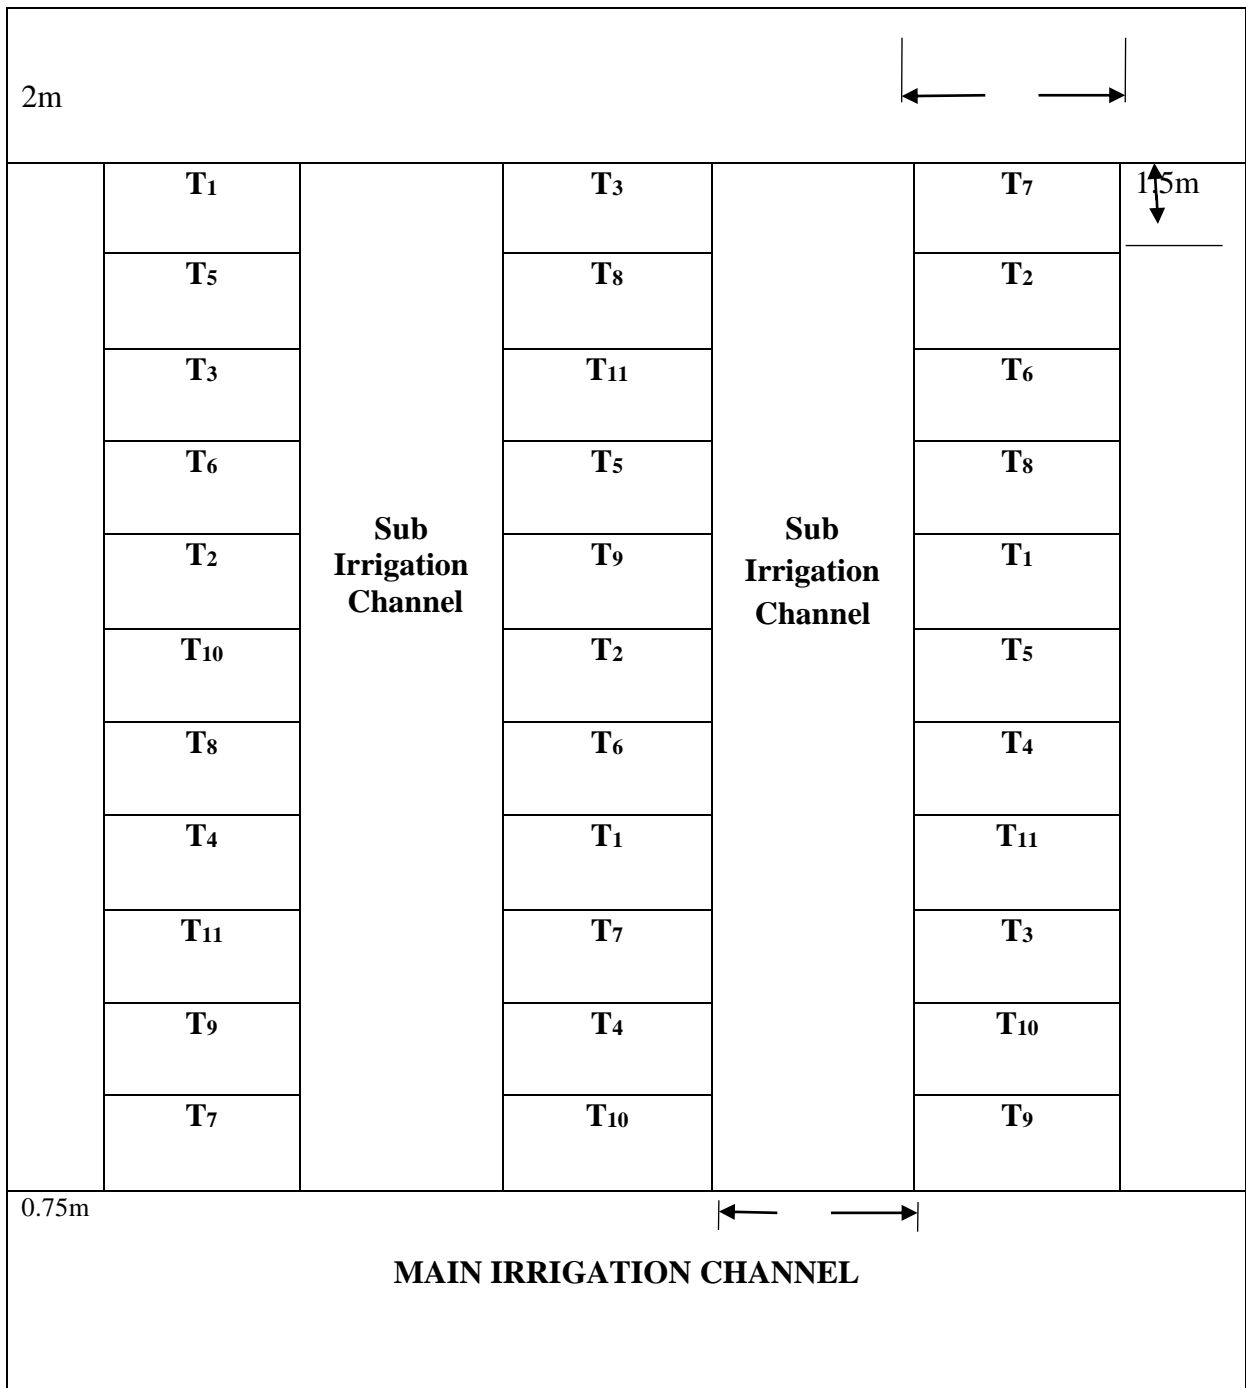 2m
T1 T3 T7 1.5m
T5 T8 T2
T3 T11 T6
T6 T5 T8
Sub Sub
T2 Irrigation T9 Irrigation T1
Channel Channel
T10 T2 T5
T8 T6 T4
T4 T1 T11
T11 T7 T3
T9 T4 T10
T7 T10 T9
0.75m
MAIN IRRIGATION CHANNEL